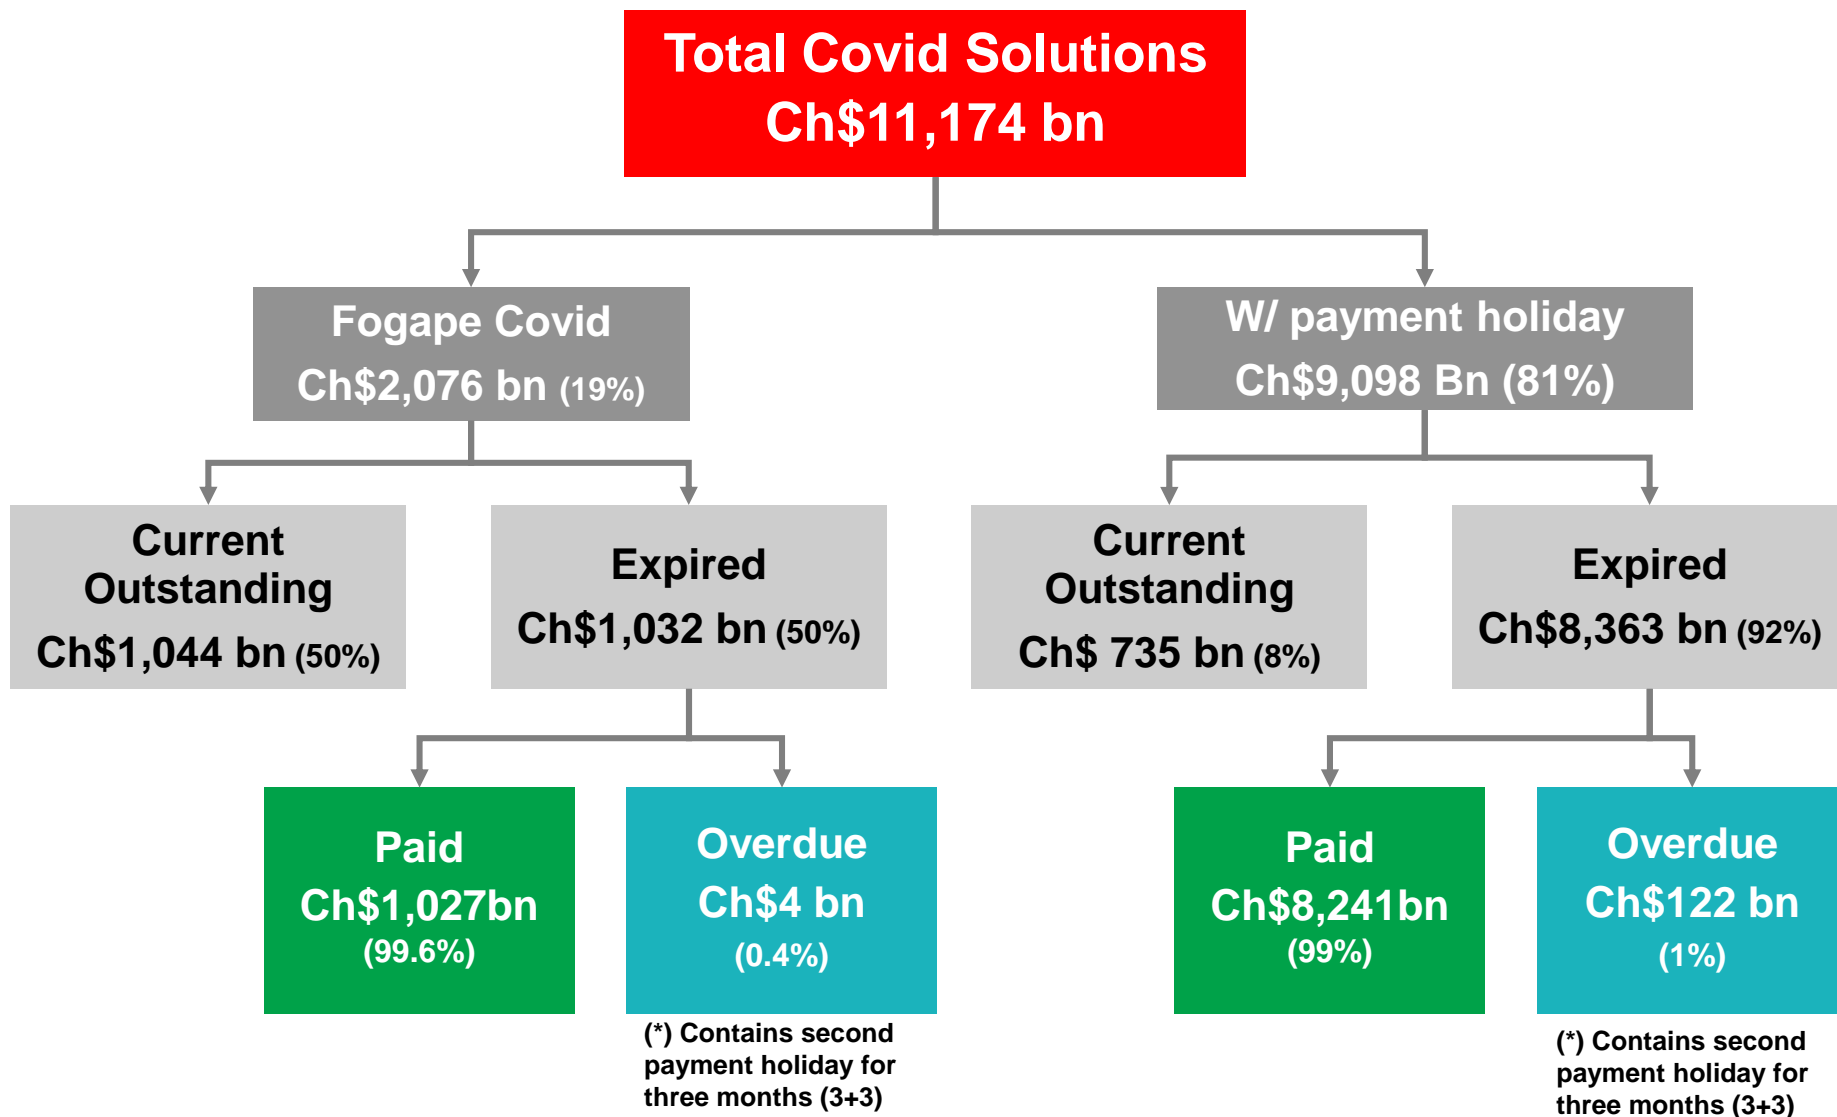 Total Covid Solutions
Ch$11,174 bn
Fogape Covid
Ch$2,076 bn (19%)
W/ payment holiday
Ch$9,098 Bn (81%)
Current
Outstanding
Ch$1,044 bn (50%)
Expired
Ch$1,032 bn (50%)
Current
Outstanding
Ch$ 735 bn (8%)
Expired
Ch$8,363 bn (92%)
Paid
Ch$1,027bn
(99.6%)
Overdue
Ch$4 bn
(0.4%)
Paid
Ch$8,241bn
(99%)
Overdue
Ch$122 bn
(1%)
(*) Contains second
payment holiday for
three months (3+3)
(*) Contains second
payment holiday for
three months (3+3)